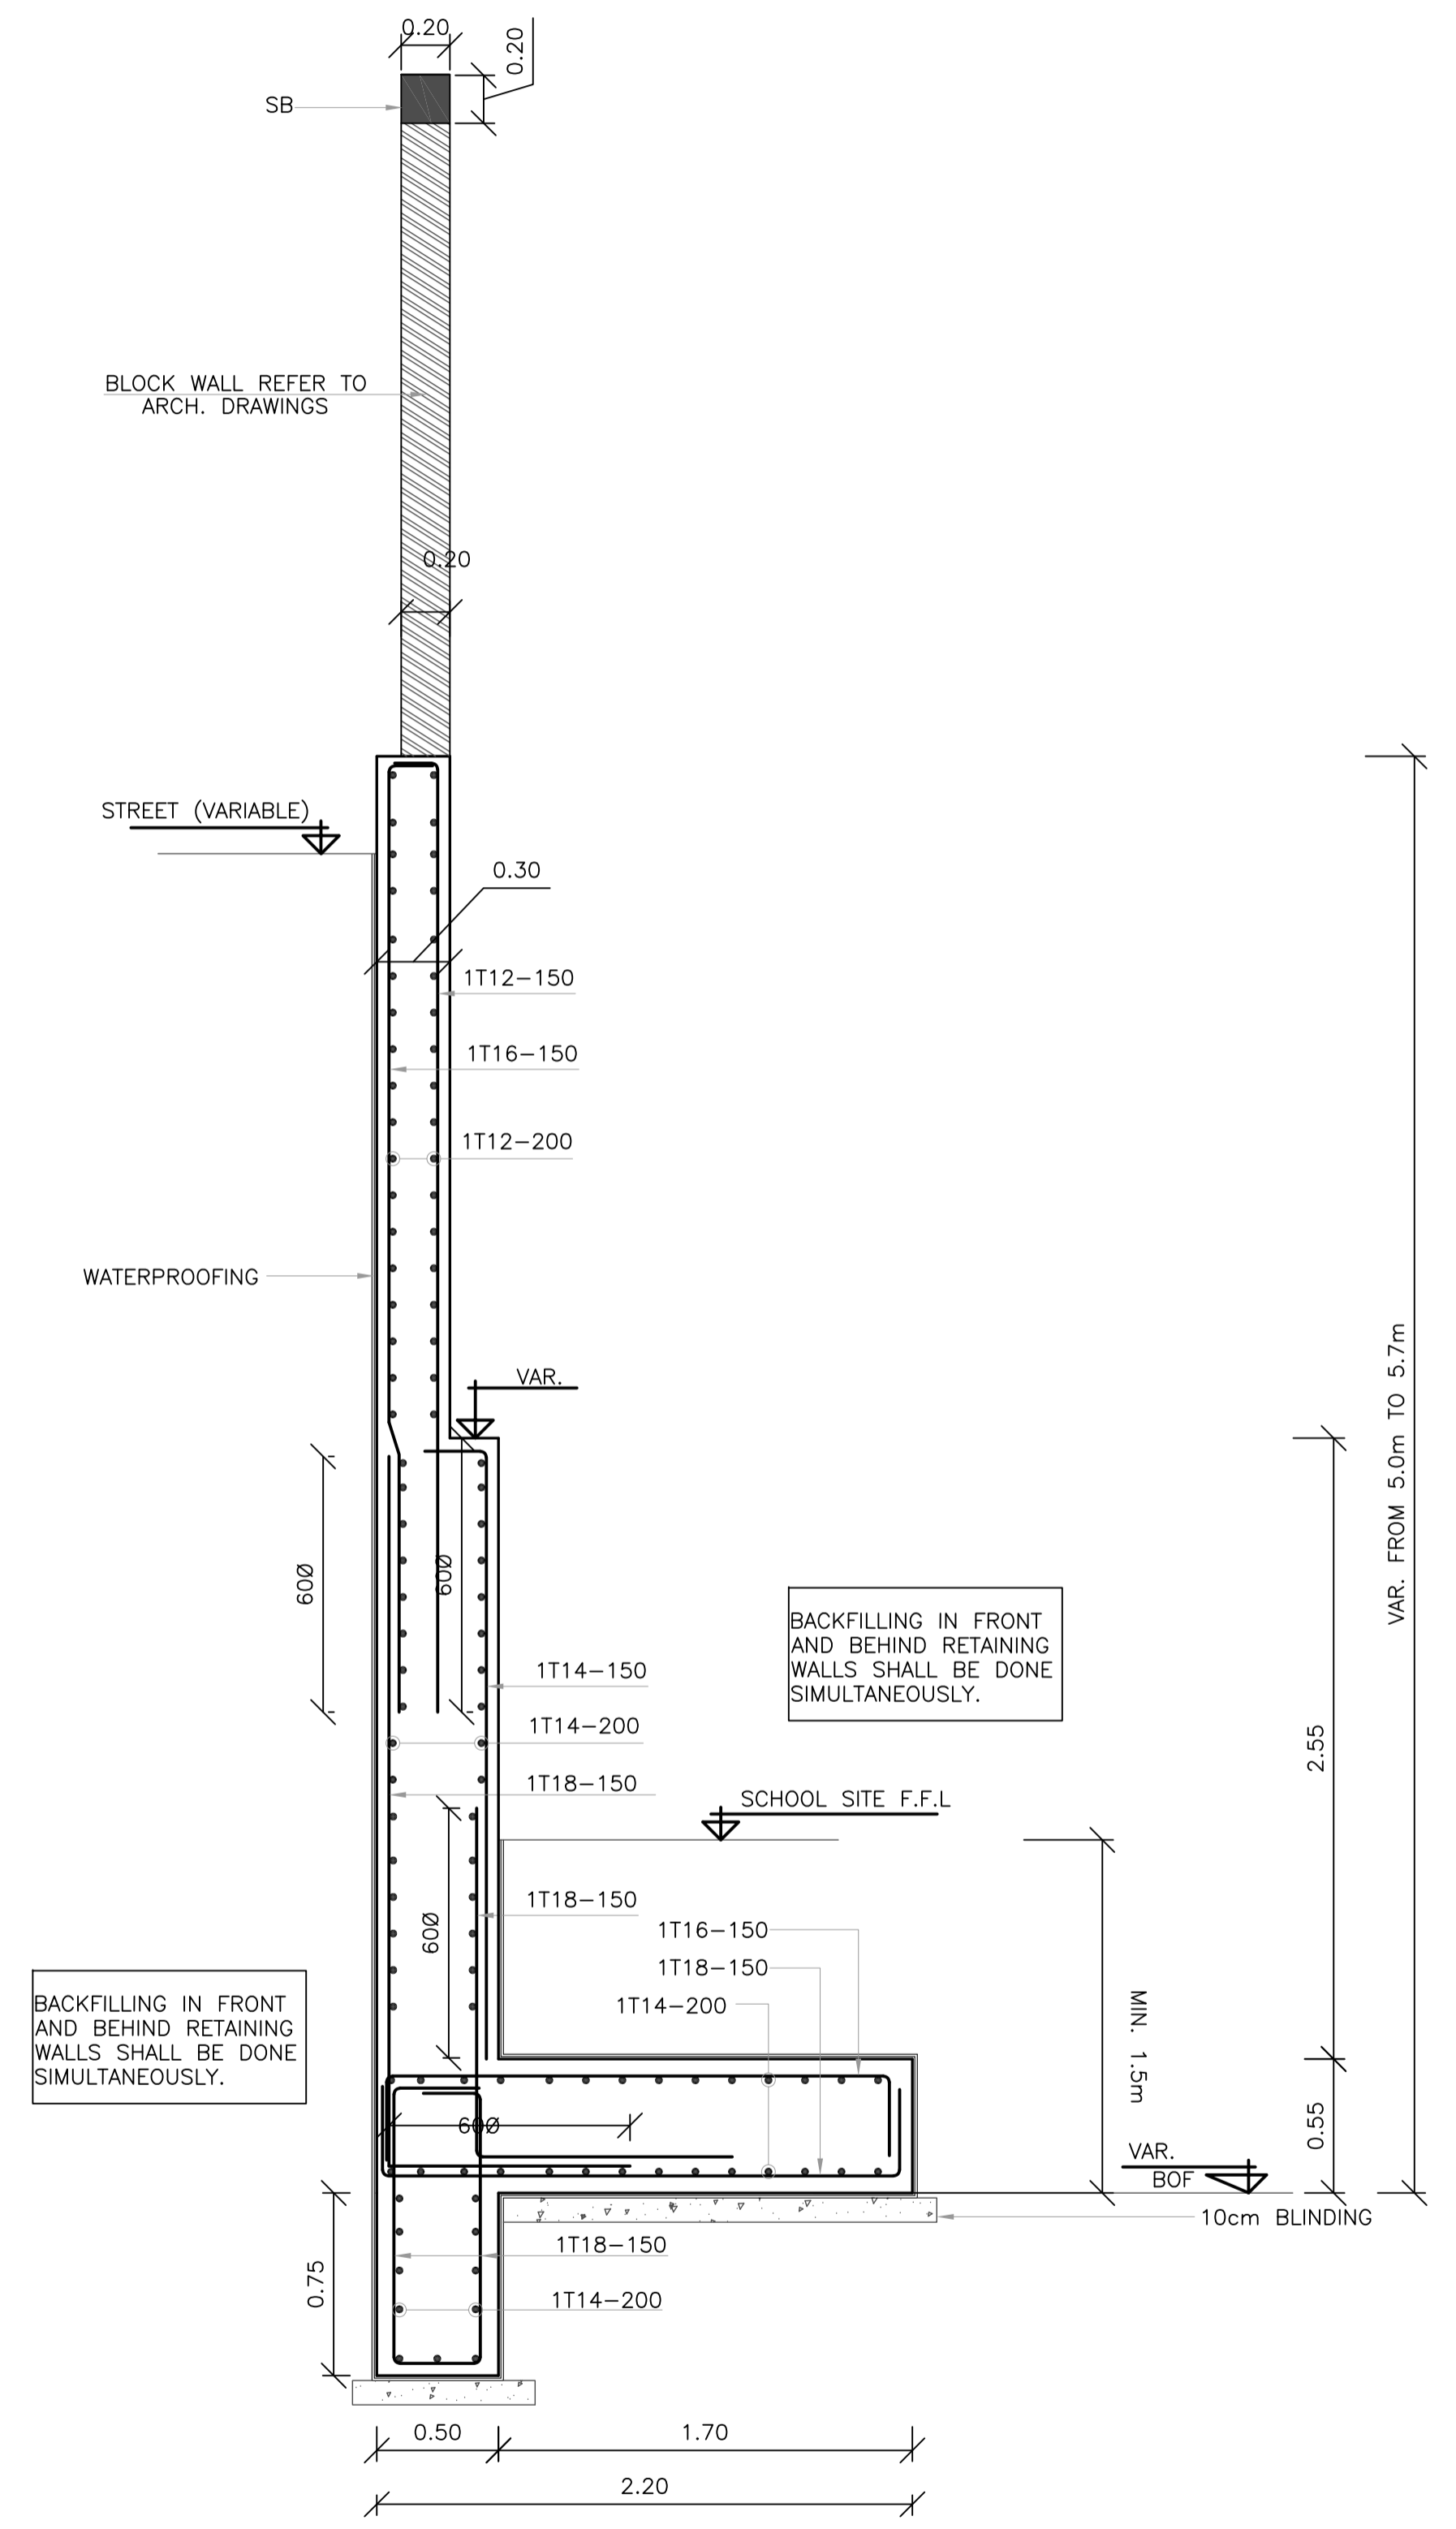 0.20
0.20
SB
BLOCK WALL REFER TO
ARCH. DRAWINGS
0.20
STREET (VARIABLE)
0.30
1T12-150
1T16-150
1T12-200
WATERPROOFING
VAR.
VAR. FROM 5.0m TO 5.7m
60Ø
60Ø
BACKFILLING IN FRONT
AND BEHIND RETAINING
WALLS SHALL BE DONE
SIMULTANEOUSLY.
1T14-150
1T14-200
2.55
1T18-150
SCHOOL SITE F.F.L
1T18-150
60Ø
1T16-150
1T18-150
1T14-200
BACKFILLING IN FRONT
AND BEHIND RETAINING
WALLS SHALL BE DONE
SIMULTANEOUSLY.
MIN. 1.5m
0.55
60Ø
VAR.
BOF
10cm BLINDING
1T18-150
0.75
1T14-200
0.50
1.70
2.20